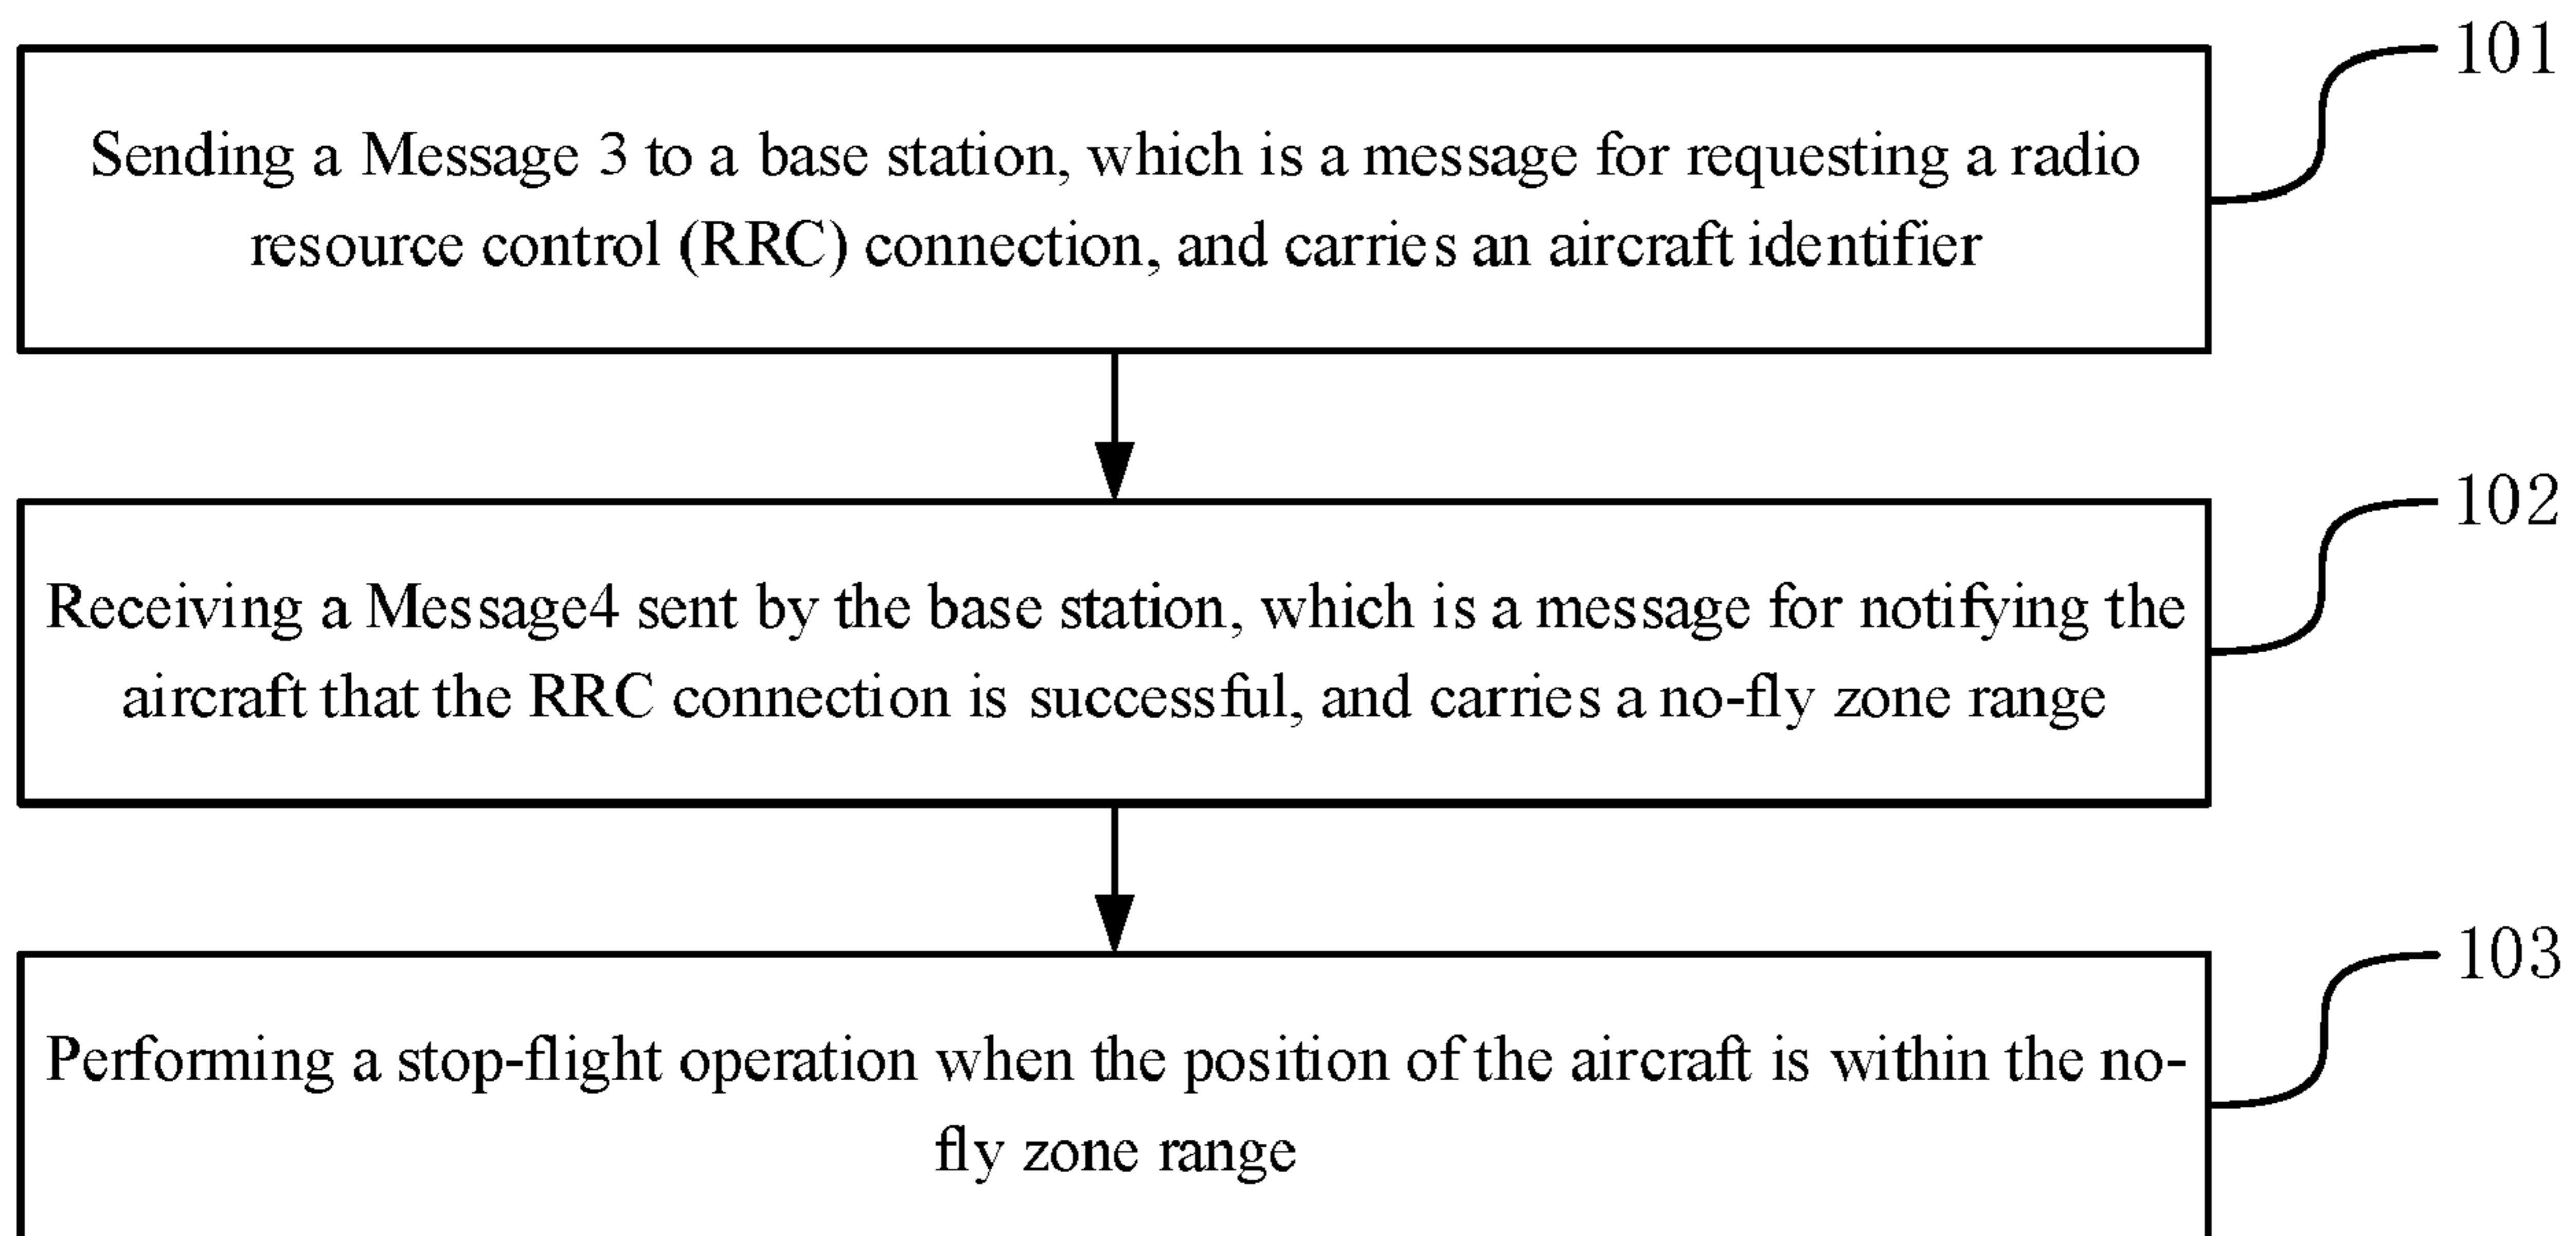 101
Sending a Message 3 to a base station, which is a message for requesting a radio
resource control (RRC) connection, and carries an aircraft identifier
102
Receiving a Message4 sent by the base station, which is a message for notifying the
aircraft that the RRC connection is successful, and carries a no-fly zone range
103
Performing a stop-flight operation when the position of the aircraft is within the no-
fly zone range